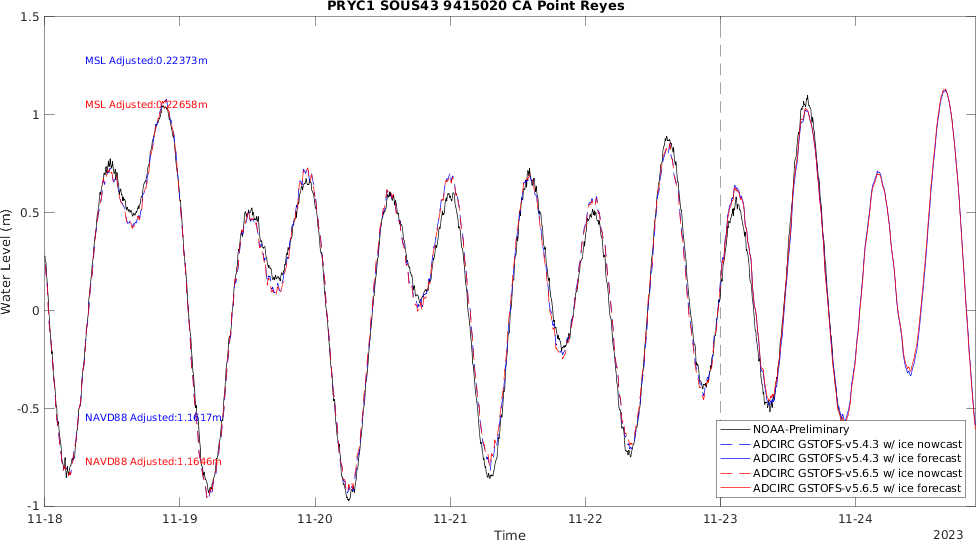 PRYC1 SOUS43 9415020 CA Point Reyes
1.5
1
0.5
0
-0.5
-1
Water Level (m)
MSL Adjusted:0.22373m
MSL Adjusted:0.22658m
NAVD88 Adjusted:1.1617m
NAVD88 Adjusted:1.1646m
NOAA-Preliminary
ADCIRC GSTOFS-v5.4.3 w/ ice nowcast
ADCIRC GSTOFS-v5.4.3 w/ ice forecast
ADCIRC GSTOFS-v5.6.5 w/ ice nowcast
ADCIRC GSTOFS-v5.6.5 w/ ice forecast
11-18 11-19 11-20 11-21 11-22 11-23 11-24
Time
2023